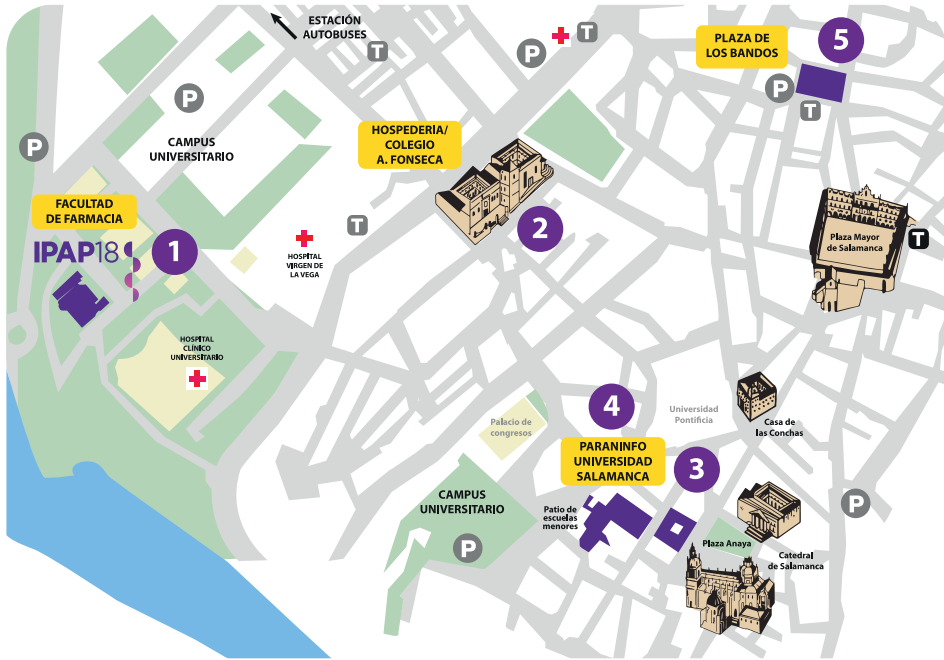 ESTACIÓN
AUTOBUSES
T
P
T
PLAZA DE
LOS BANDOS
5
P
T
P
CAMPUS
UNIVERSITARIO
P
HOSPEDERÍA/
COLEGIO
A. FONSECA
2
FACULTAD
DE FARMACIA
IPAP18
1
T
HOSPITAL
VIRGEN DE
LA VEGA
Plaza Mayor
de Salamanca
T
HOSPITAL
CLÍNICO
UNIVERSITARIO
4
Universidad
Pontificia
Casa de
las Conchas
Palacio de
congresos
PARANINFO
UNIVERSIDAD
SALAMANCA
3
CAMPUS
UNIVERSITARIO
P
Patio de
escuelas
menores
Plaza Anaya
Catedral
de Salamanca
P